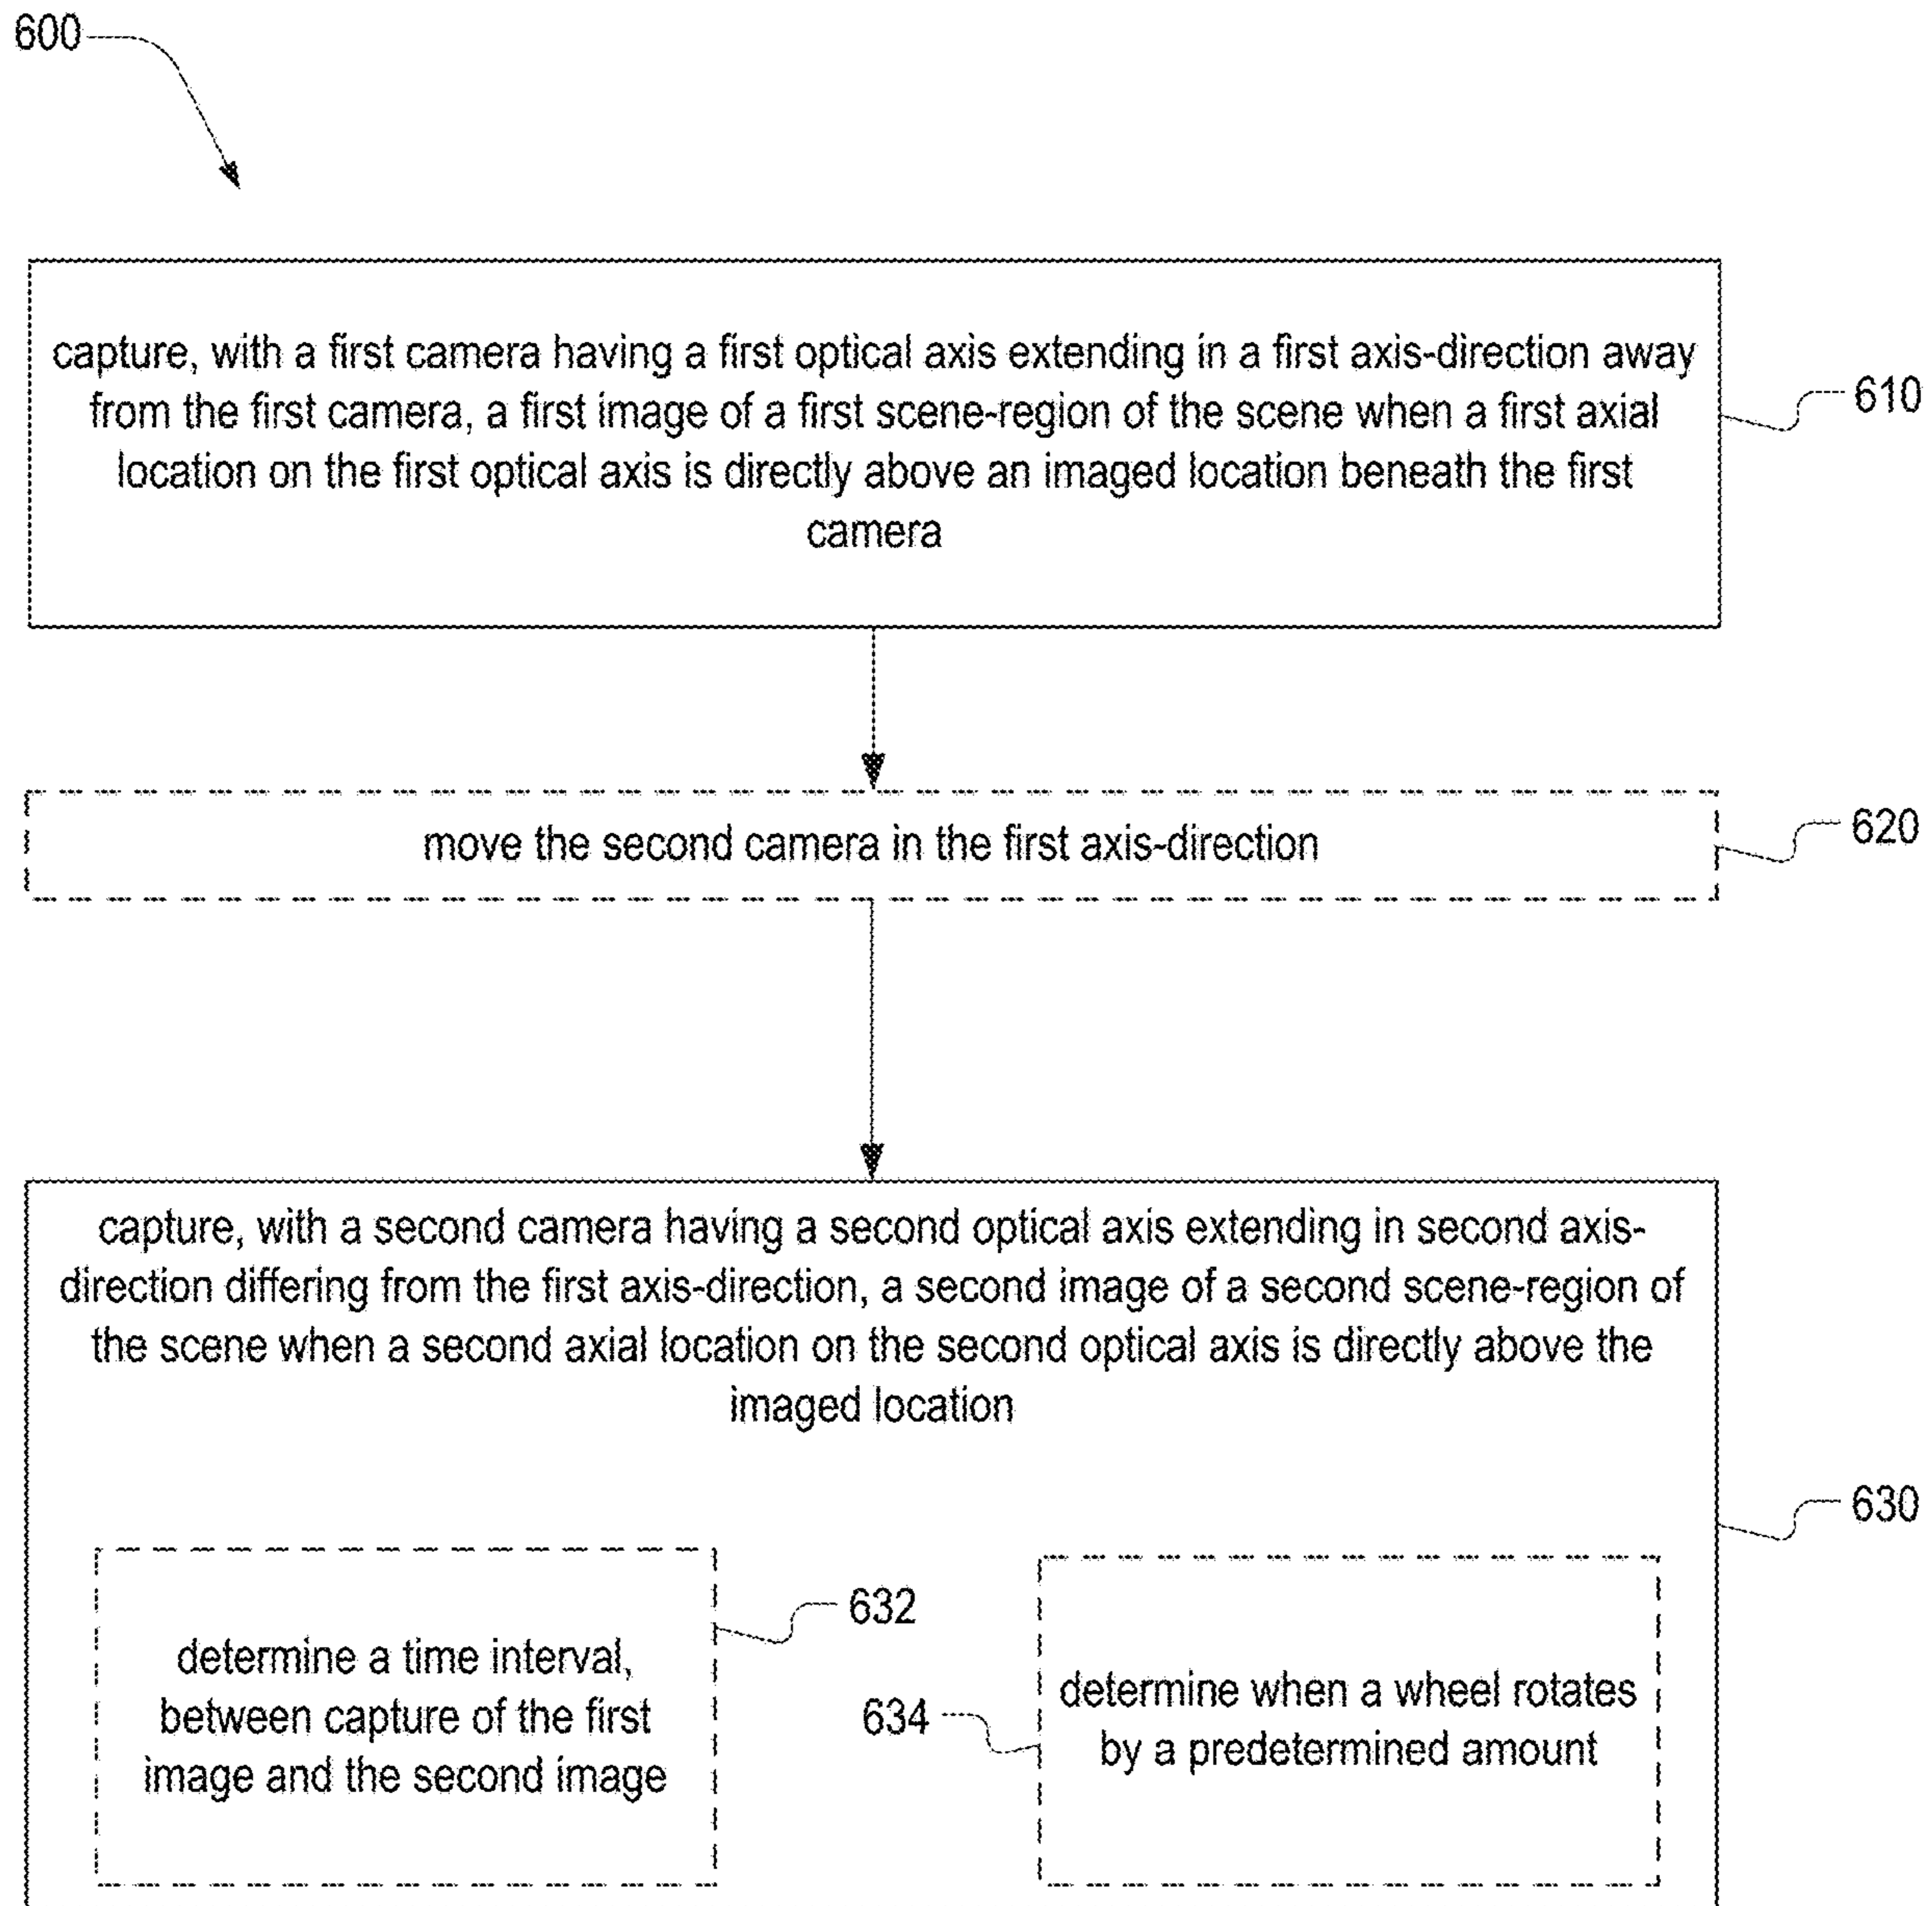 600
capture, with a first camera having a first optical axis extending in a first axis-direction away
from the first camera, a first image of a first scene-region of the scene when a first axial
location on the first optical axis is directly above an imaged location beneath the first
camera
610
move the second camera in the first axis-direction
620
capture, with a second camera having a second optical axis extending in second axis-
direction differing from the first axis-direction, a second image of a second scene-region of
the scene when a second axial location on the second optical axis is directly above the
imaged location
630
determine a time interval,
between capture of the first
image and the second image
632
634
determine when a wheel rotates
by a predetermined amount